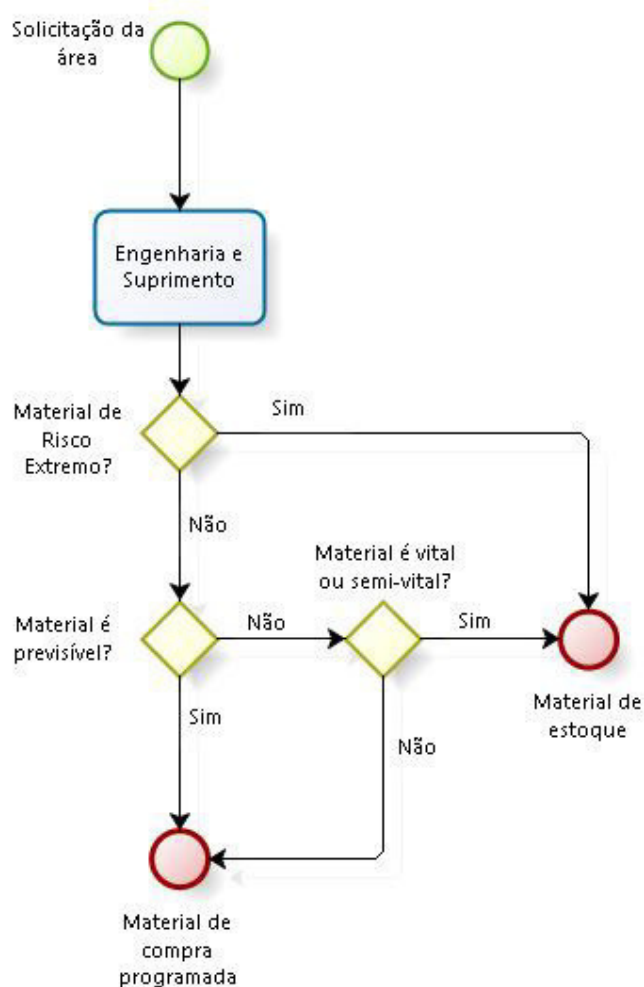 Solicitação da
área
Engenharia e
Suprimento
Material de
Risco
Extremo?
Sim
Não
Material é vital
ou semi-vital?
Material é
previsível?
Não
Sim
Sim
Não
Material de
estoque
Material de
compra
programada